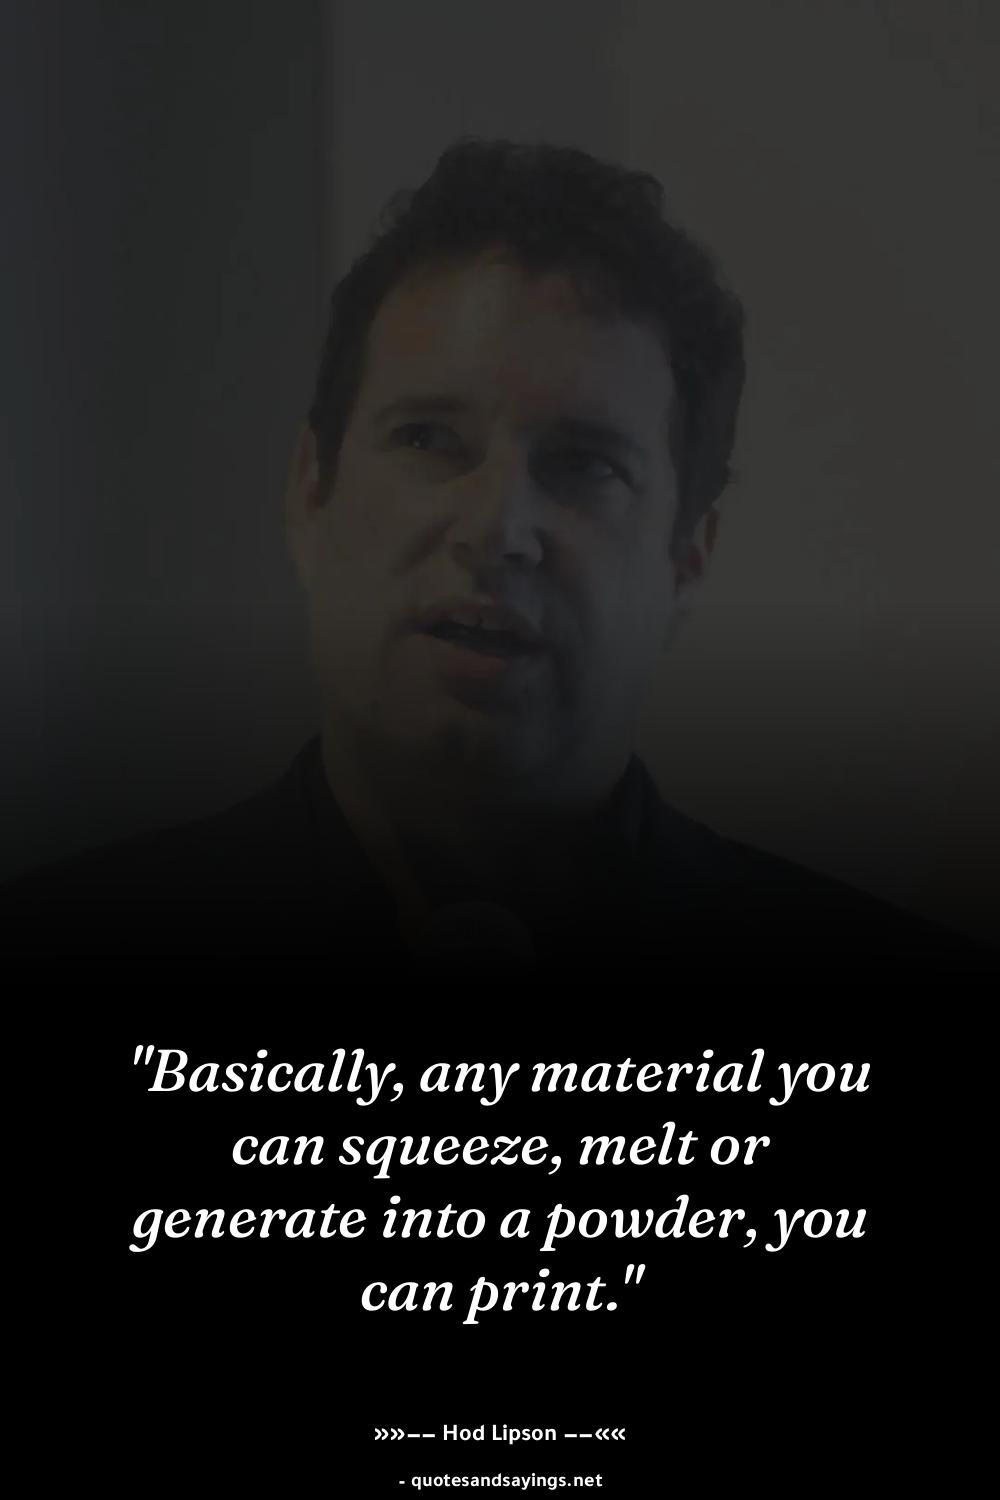 "Basically, any material you
can squeeze, melt or
generate into a powder, you
can print."
»»—— Hod Lipson ——««
- quotesandsayings.net